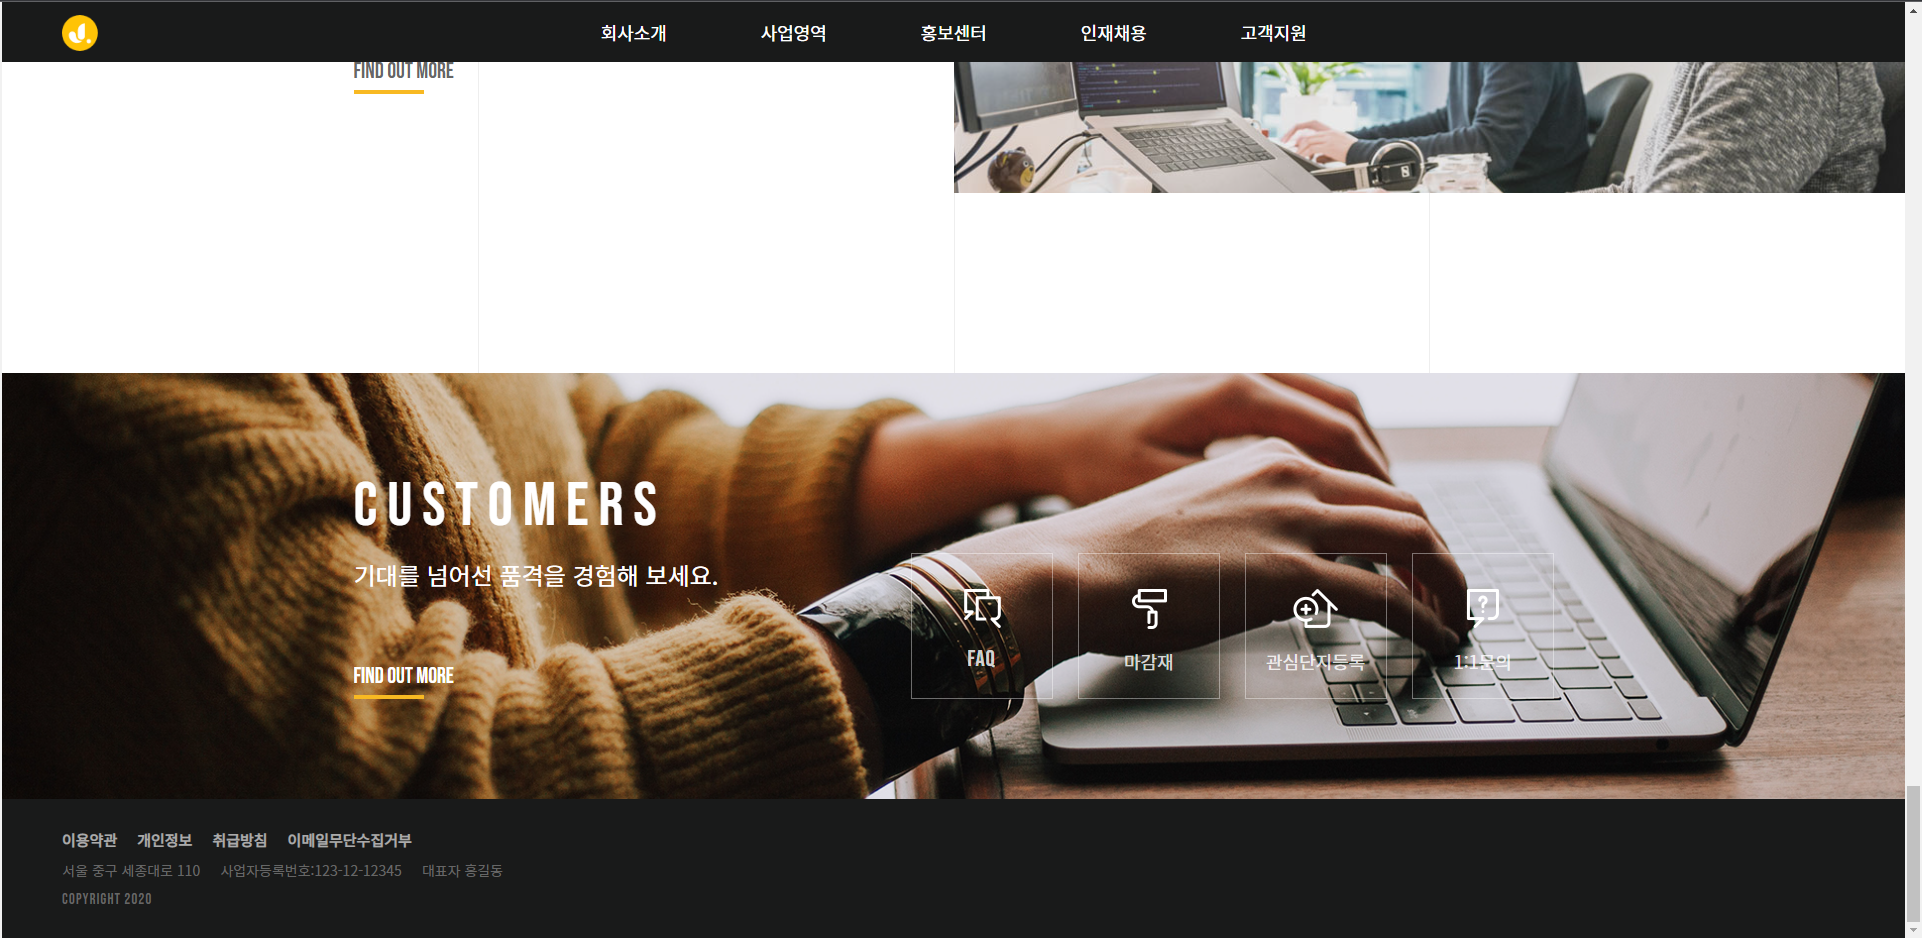 회사소개 사업영역 홍보센터 인재채용 고객지원
FIND OUT MORE
CUSTOMERS
기대를 넘어선 품격을 경험해 보세요.
FIND OUT MORE
FAQ 마감재 관심단지등록 1:1문의
이용약관 개인정보 취급방침 이메일무단수집거부
서울 중구 세종대로 110 사업자등록번호:123-12-12345 대표자 홍길동
COPYRIGHT 2020